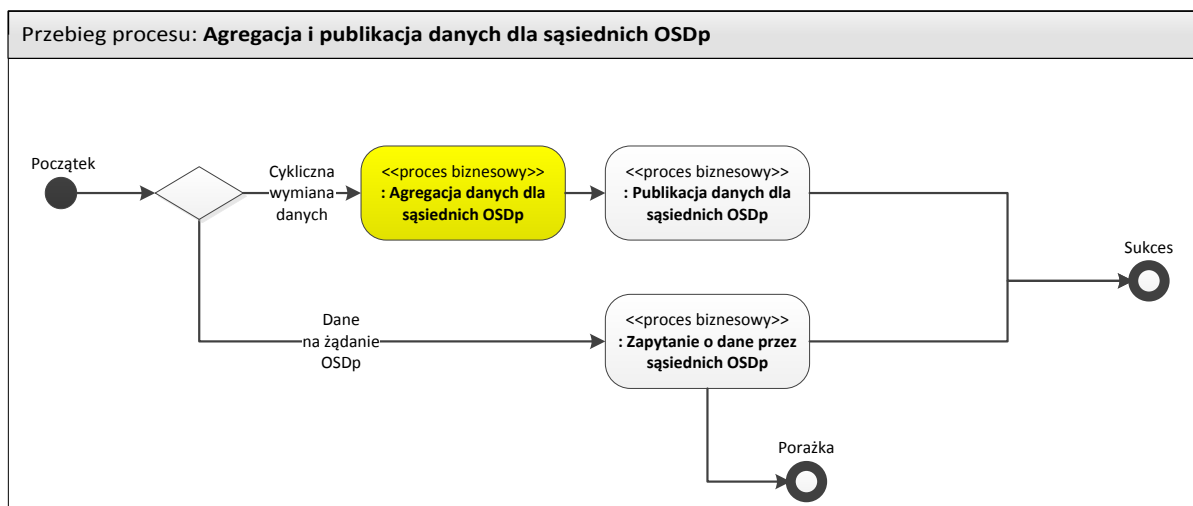 Przebieg procesu: Agregacja i publikacja danych dla sąsiednich OSDp
Początek
Cykliczna
wymiana
danych
<<proces biznesowy>>
: Agregacja danych dla
sąsiednich OSDp
<<proces biznesowy>>
: Publikacja danych dla
sąsiednich OSDp
Sukces
Dane
na żądanie
OSDp
<<proces biznesowy>>
: Zapytanie o dane przez
sąsiednich OSDp
Porażka